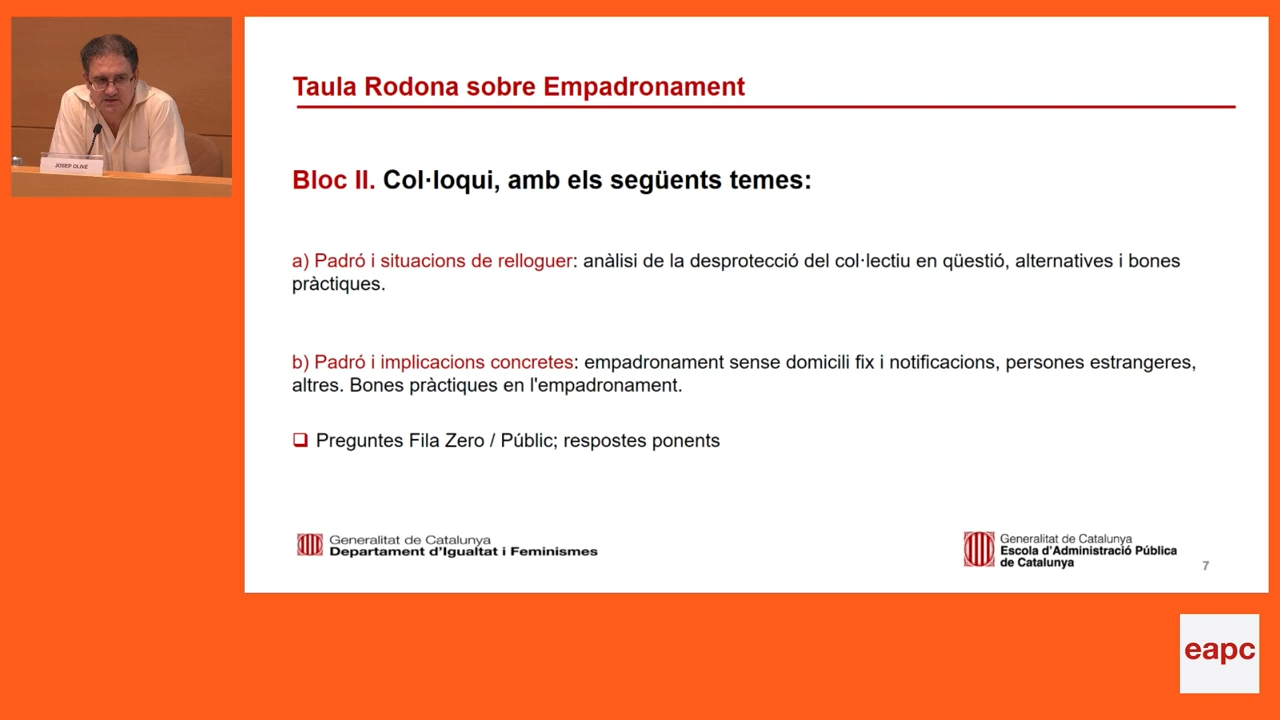 JOSEP OLIVÉ
Taula Rodona sobre Empadronament
Bloc II. Col·loqui, amb els següents temes:
a) Padró i situacions de relloguer: anàlisi de la desprotecció del col·lectiu en qüestió, alternatives i bones
pràctiques.
b) Padró i implicacions concretes: empadronament sense domicili fix i notificacions, persones estrangeres,
altres. Bones pràctiques en l'empadronament.
❑ Preguntes Fila Zero / Públic; respostes ponents
Generalitat de Catalunya
Departament d'Igualtat i Feminismes
Generalitat de Catalunya
Escola d'Administració Pública
de Catalunya
7
eapc